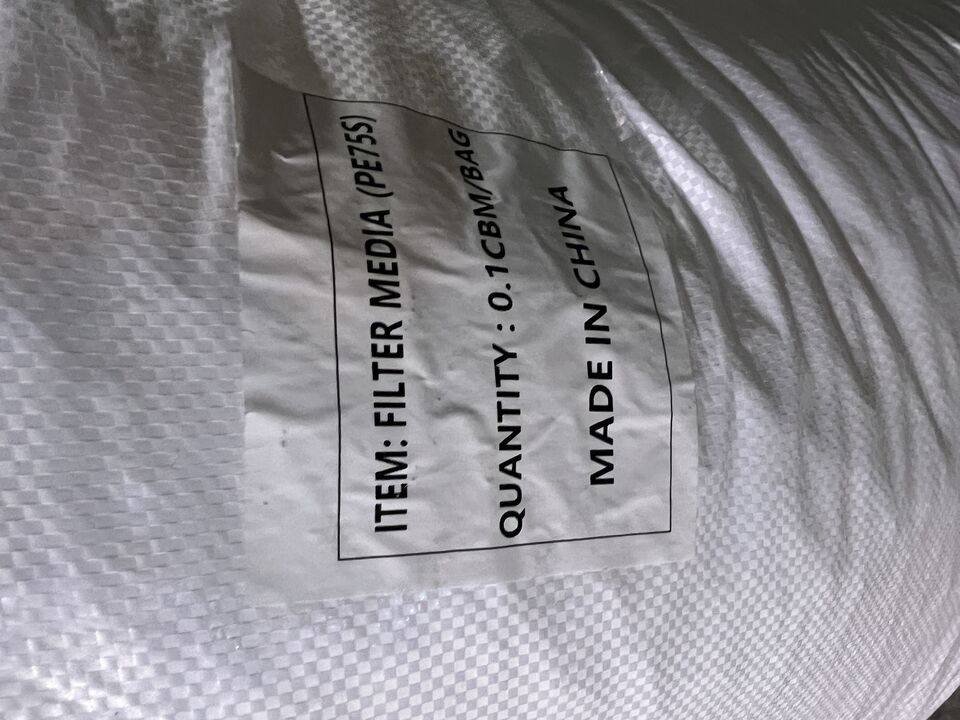 ITEM: FILTER MEDIA (PE75S)
QUANTITY : 0.1CBM/BAG
MADE IN CHINA